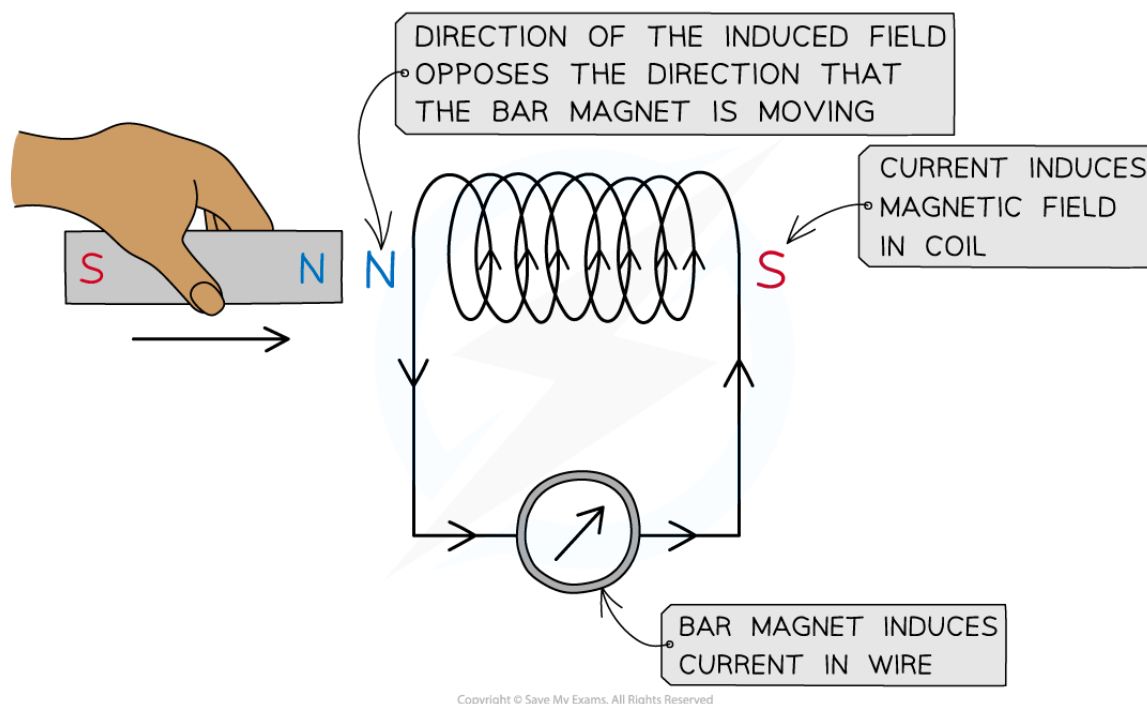 DIRECTION OF THE INDUCED FIELD
OPPOSES THE DIRECTION THAT
THE BAR MAGNET IS MOVING
CURRENT INDUCES
MAGNETIC FIELD
IN COIL
S N N S
BAR MAGNET INDUCES
CURRENT IN WIRE
Copyright © Save My Exams. All Rights Reserved